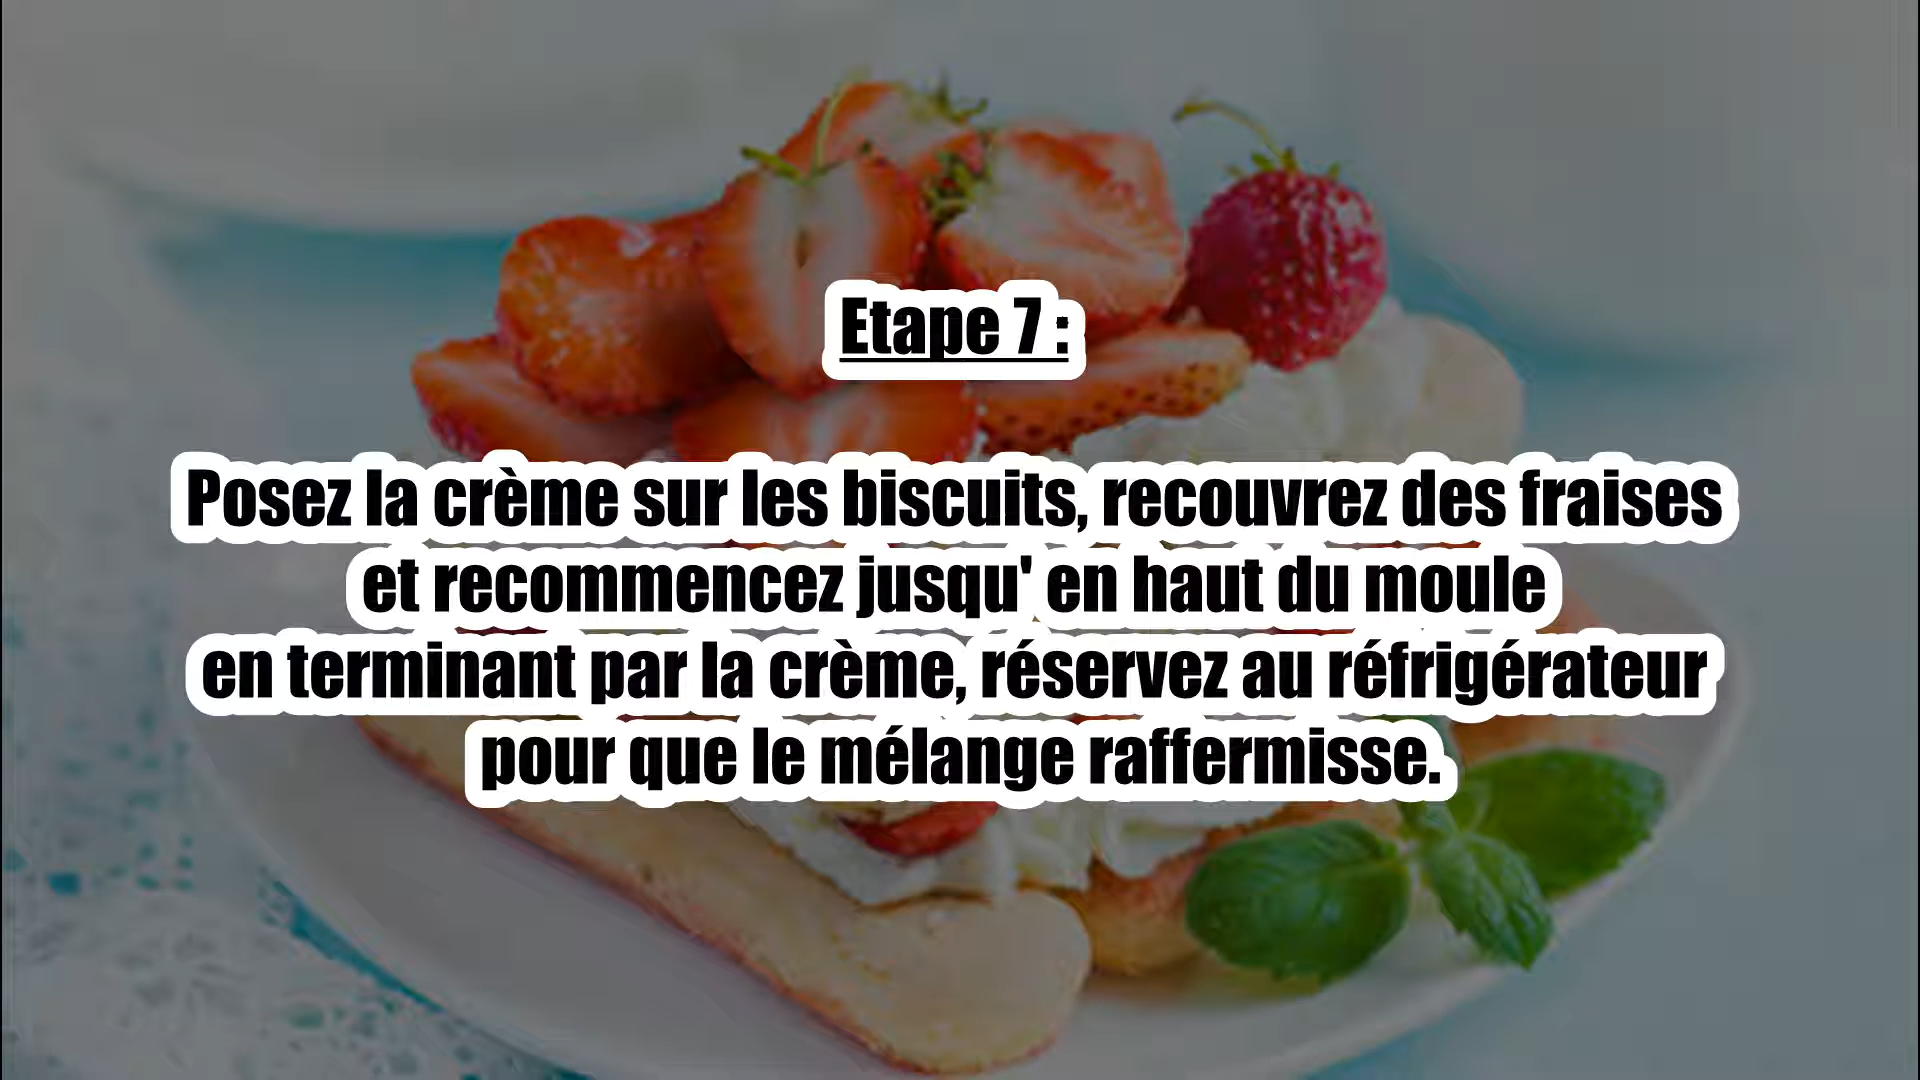 Etape 7 :
Posez la crème sur les biscuits, recouvrez des fraises
et recommencez jusqu' en haut du moule
en terminant par la crème, réservez au réfrigérateur
pour que le mélange raffermisse.